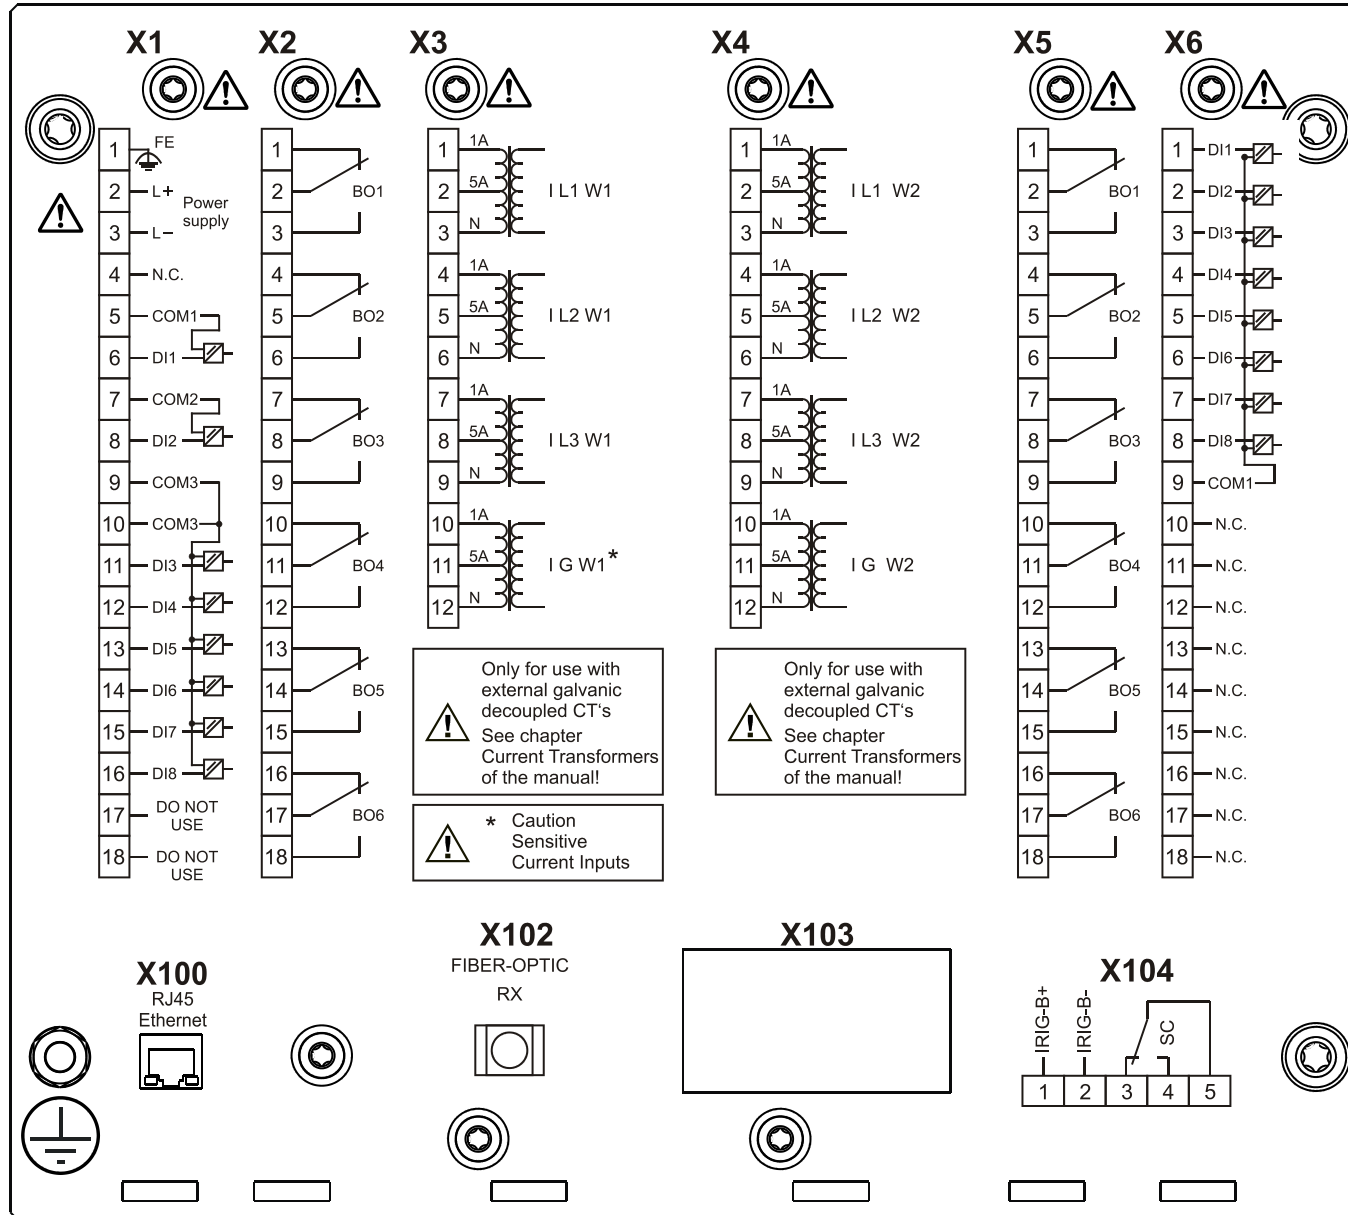 X1
1 FE
2 L+
Power
supply
3 L-
4 N.C.
5 COM1
6 DI1
7 COM2
8 DI2
9 COM3
10 COM3
11 DI3
12 DI4
13 DI5
14 DI6
15 DI7
16 DI8
17 DO NOT
USE
18 DO NOT
USE
X2
1
2 BO1
3
4
5 BO2
6
7
8 BO3
9
10
11 BO4
12
13
14 BO5
15
16
17 BO6
18
X3
1 1A
2 5A I L1 W1
3 N
4 1A
5 5A I L2 W1
6 N
7 1A
8 5A I L3 W1
9 N
10 1A
11 5A I G W1*
12 N
Only for use with
external galvanic
decoupled CT‘s
See chapter
Current Transformers
of the manual!
* Caution
Sensitive
Current Inputs
X4
1 1A
2 5A I L1 W2
3 N
4 1A
5 5A I L2 W2
6 N
7 1A
8 5A I L3 W2
9 N
10 1A
11 5A I G W2
12 N
Only for use with
external galvanic
decoupled CT‘s
See chapter
Current Transformers
of the manual!
X5
1
2 BO1
3
4
5 BO2
6
7
8 BO3
9
10
11 BO4
12
13
14 BO5
15
16
17 BO6
18
X6
1 DI1
2 DI2
3 DI3
4 DI4
5 DI5
6 DI6
7 DI7
8 DI8
9 COM1
10 N.C.
11 N.C.
12 N.C.
13 N.C.
14 N.C.
15 N.C.
16 N.C.
17 N.C.
18 N.C.
X100
RJ45
Ethernet
X102
FIBER-OPTIC
RX
X103
X104
IRIG-B+
IRIG-B-
SC
1 2 3 4 5